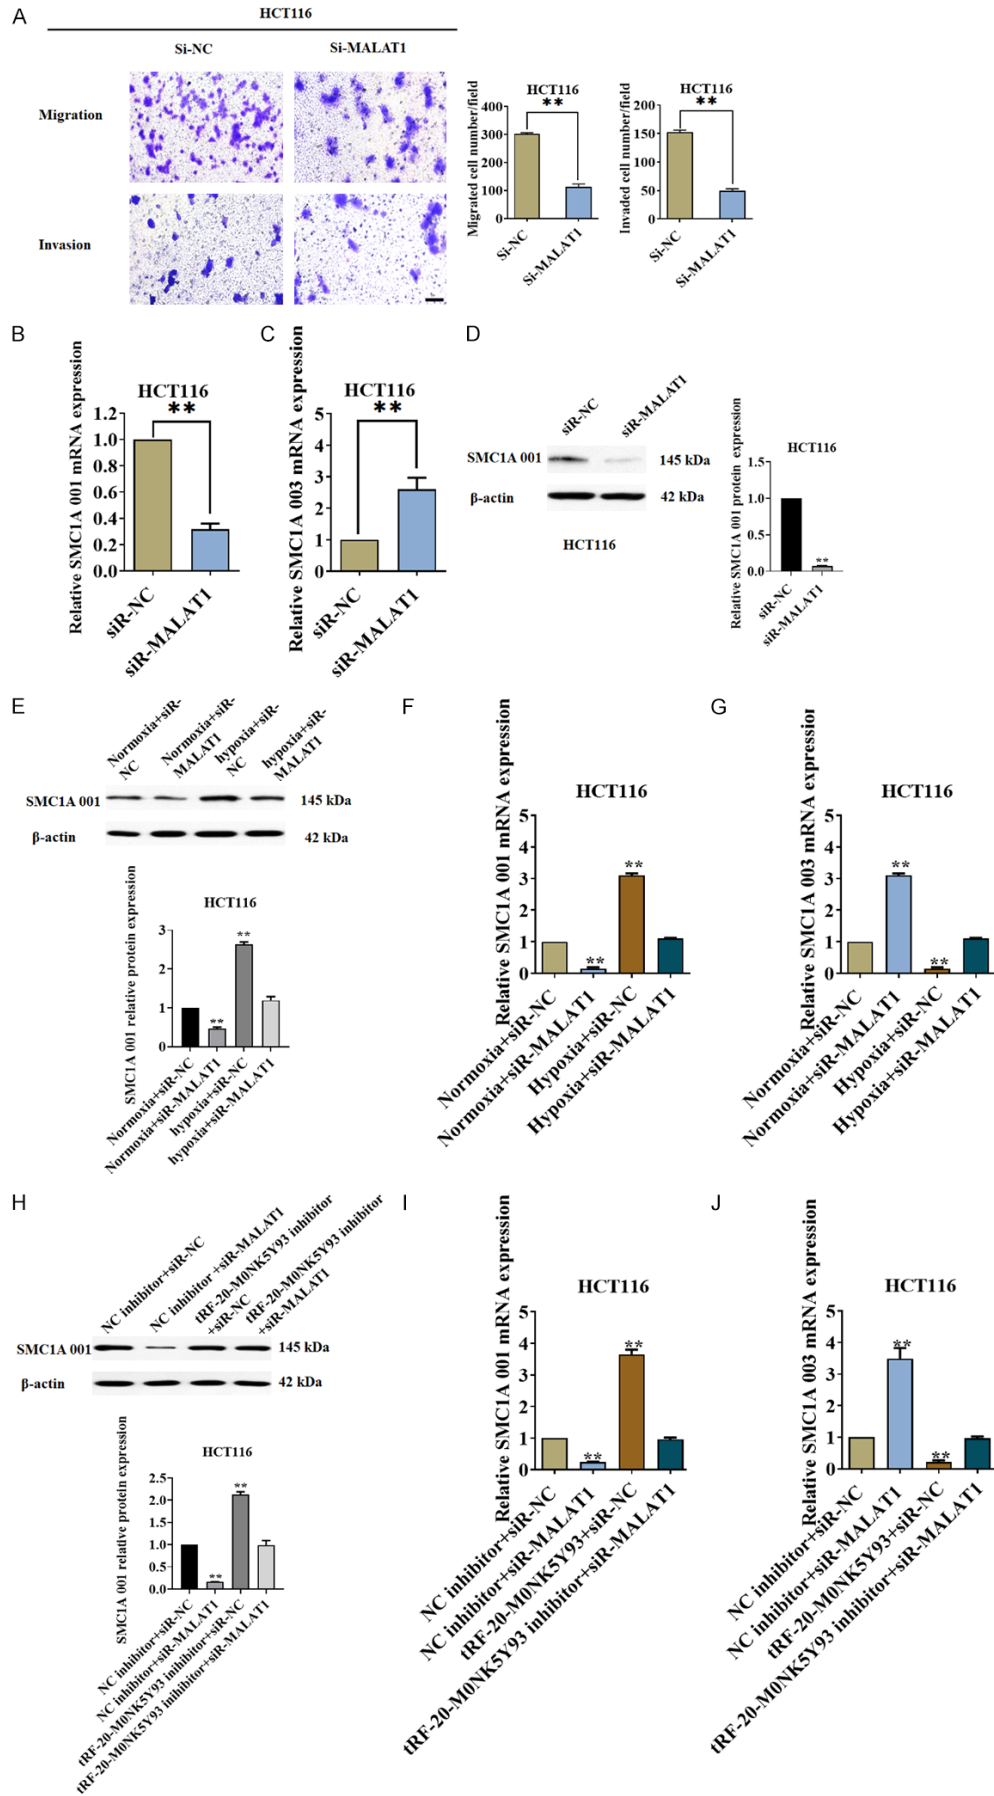 A
HCT116
Si-NC
Si-MALAT1
Migration
Invasion
HCT116
**
Migrated cell number/field
400
300
200
100
0
Si-NC
Si-MALAT1
HCT116
**
Invaded cell number/field
200
150
100
50
0
Si-NC
Si-MALAT1
B
HCT116
**
Relative SMC1A 001 mRNA expression
1.2
1.0
0.8
0.6
0.4
0.2
0.0
siR-NC
siR-MALAT1
C
HCT116
**
Relative SMC1A 003 mRNA expression
5
4
3
2
1
0
siR-NC
siR-MALAT1
D
siR-NC
siR-MALAT1
SMC1A 001
145 kDa
β-actin
42 kDa
HCT116
HCT116
Relative SMC1A 001 protein expression
1.5
1.0
0.5
0.0
**
siR-NC
siR-MALAT1
E
Normoxia+siR-
NC
Normoxia+siR-
MALAT1
hypoxia+siR-
NC
hypoxia+siR-
MALAT1
SMC1A 001
145 kDa
β-actin
42 kDa
HCT116
SMC1A 001 relative protein expression
3
2
1
0
**
**
Normoxia+siR-NC
Normoxia+siR-MALAT1
hypoxia+siR-NC
hypoxia+siR-MALAT1
F
HCT116
Relative SMC1A 001 mRNA expression
5
4
3
2
1
0
**
**
Normoxia+siR-NC
Normoxia+siR-MALAT1
Hypoxia+siR-NC
Hypoxia+siR-MALAT1
G
HCT116
Relative SMC1A 003 mRNA expression
5
4
3
2
1
0
**
**
Normoxia+siR-NC
Normoxia+siR-MALAT1
Hypoxia+siR-NC
Hypoxia+siR-MALAT1
H
NC inhibitor+siR-NC
NC inhibitor +siR-MALAT1
tRF-20-M0NK5Y93 inhibitor
+siR-NC
tRF-20-M0NK5Y93 inhibitor
+siR-MALAT1
SMC1A 001
145 kDa
β-actin
42 kDa
HCT116
SMC1A 001 relative protein expression
2.5
2.0
1.5
1.0
0.5
0.0
**
**
NC inhibitor+siR-NC
NC inhibitor+siR-MALAT1
tRF-20-M0NK5Y93 inhibitor+siR-NC
tRF-20-M0NK5Y93 inhibitor+siR-MALAT1
I
HCT116
Relative SMC1A 001 mRNA expression
5
4
3
2
1
0
**
**
NC inhibitor+siR-NC
NC inhibitor+siR-MALAT1
tRF-20-M0NK5Y93+siR-NC
tRF-20-M0NK5Y93 inhibitor+siR-MALAT1
J
HCT116
Relative SMC1A 003 mRNA expression
5
4
3
2
1
0
**
**
NC inhibitor+siR-NC
NC inhibitor+siR-MALAT1
tRF-20-M0NK5Y93+siR-NC
tRF-20-M0NK5Y93 inhibitor+siR-MALAT1